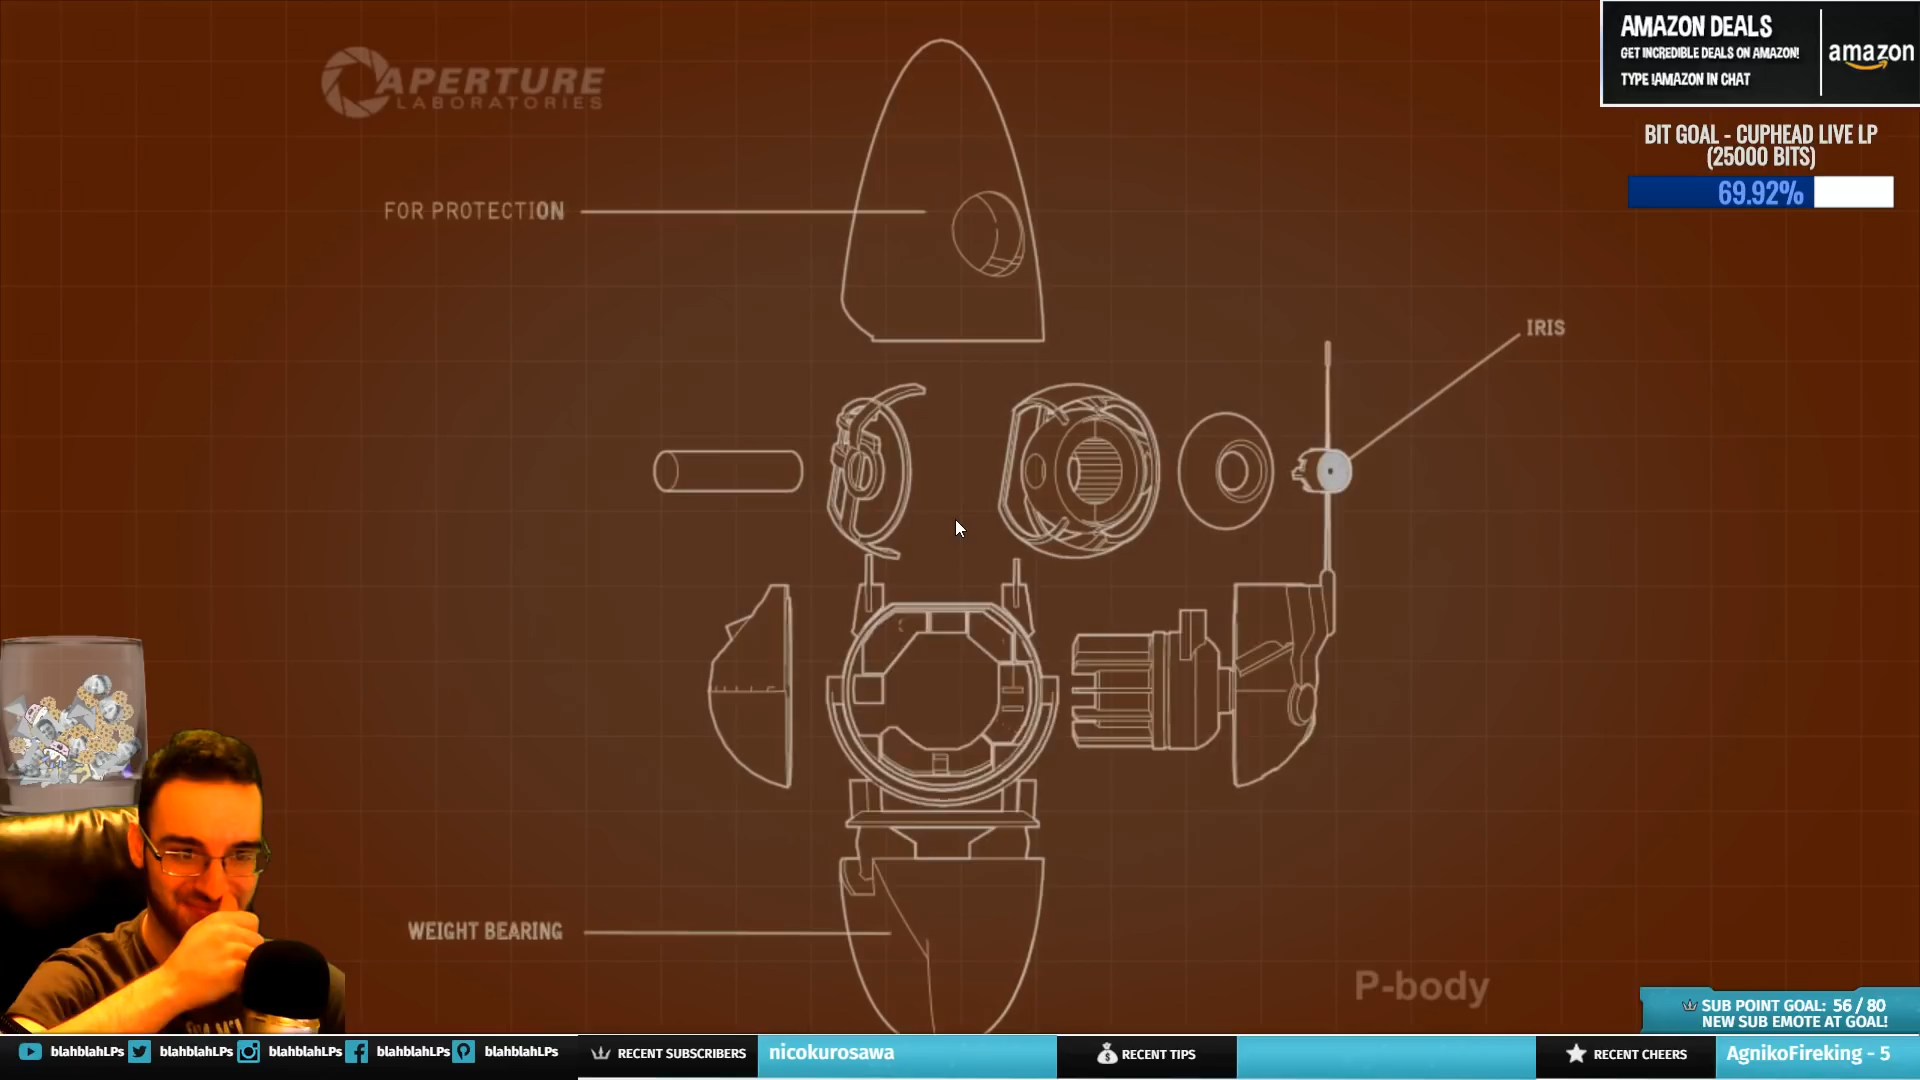 APERTURE
LABORATORIES
AMAZON DEALS
GET INCREDIBLE DEALS ON AMAZON!
TYPE !AMAZON IN CHAT
amazon
BIT GOAL - CUPHEAD LIVE LP
(25000 BITS)
69.92%
FOR PROTECTION
IRIS
WEIGHT BEARING
P-body
SUB POINT GOAL: 56 / 80
NEW SUB EMOTE AT GOAL!
blahblahLPs blahblahLPs blahblahLPs blahblahLPs blahblahLPs
RECENT SUBSCRIBERS
nicokurosawa
RECENT TIPS
RECENT CHEERS
AgnikoFireking - 5